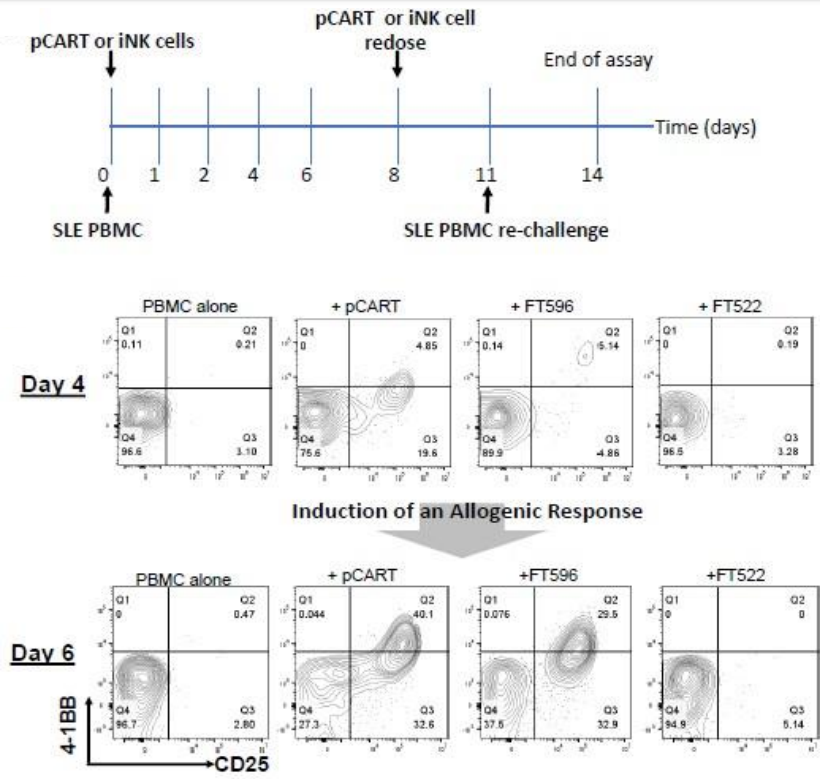 pCART or iNK cells
pCART or iNK cell
redose
End of assay
Time (days)
0 1 2 4 6 8 11 14
SLE PBMC
SLE PBMC re-challenge
PBMC alone
+ pCART
+ FT596
+ FT522
Day 4
Q1 0.11
Q2 0.21
Q4 96.6
Q3 3.10
Q1 0
Q2 4.85
Q4 75.6
Q3 19.6
Q1 0.14
Q2 5.14
Q4 89.9
Q3 4.86
Q1 0
Q2 0.19
Q4 96.5
Q3 3.28
Induction of an Allogenic Response
PBMC alone
+ pCART
+FT596
+FT522
Day 6
Q1 0
Q2 0.47
Q4 96.7
Q3 2.80
Q1 0.044
Q2 40.1
Q4 27.3
Q3 32.6
Q1 0.076
Q2 29.5
Q4 37.5
Q3 32.9
Q1 0
Q2 0
Q4 94.9
Q3 5.14
4-1BB
CD25